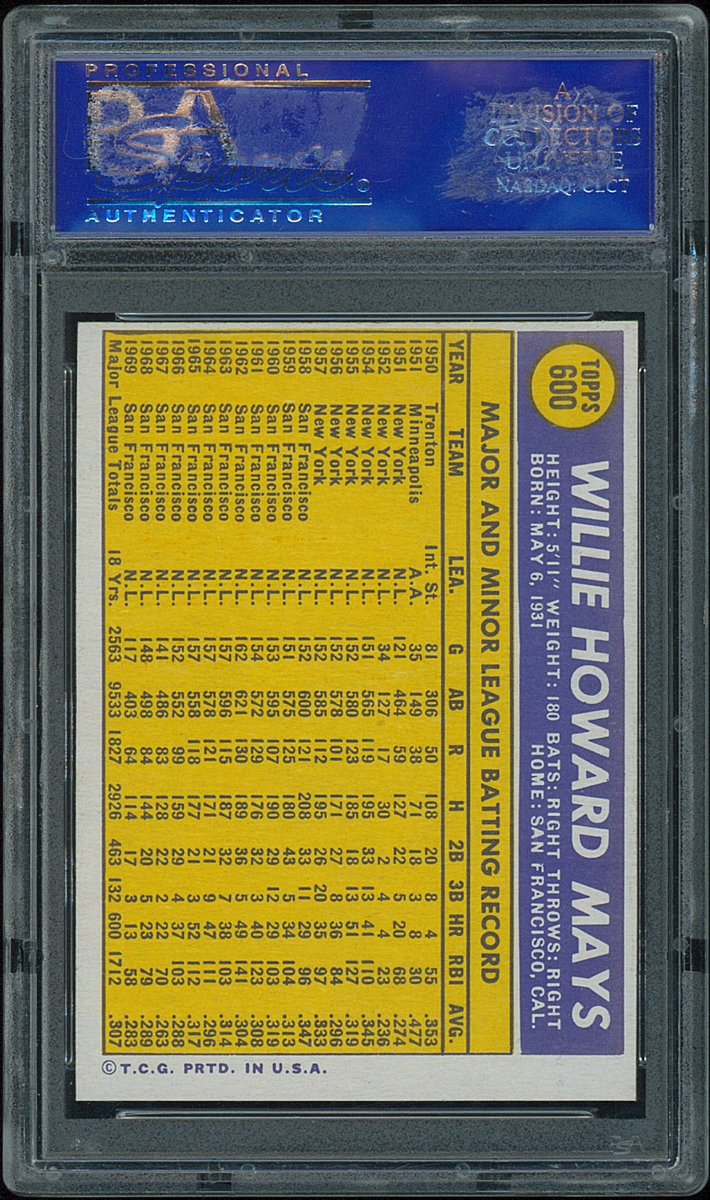 PROFESSIONAL
PSA
Sports
AUTHENTICATOR
A
DIVISION OF
COLLECTORS
UNIVERSE
NASDAQ: CLCT
TOPPS
600
WILLIE HOWARD MAYS
HEIGHT: 5'11" WEIGHT: 180 BATS: RIGHT THROWS: RIGHT
BORN: MAY 6, 1931 HOME: SAN FRANCISCO, CAL.
MAJOR AND MINOR LEAGUE BATTING RECORD
YEAR TEAM LEA. G AB R H 2B 3B HR RBI AVG.
1950 Trenton Int. St. 81 306 50 108 20 8 4 55 .353
1951 Minneapolis A.A. 35 149 38 71 18 3 8 30 .477
1951 New York N.L. 121 464 59 127 22 5 20 68 .274
1952 New York N.L. 34 127 17 30 2 4 4 23 .236
1954 New York N.L. 151 565 119 195 33 13 41 110 .345
1955 New York N.L. 152 580 123 185 18 13 51 127 .319
1956 New York N.L. 152 578 101 171 27 8 36 84 .296
1957 New York N.L. 152 585 112 195 26 20 35 97 .333
1958 San Francisco N.L. 152 600 121 208 33 11 29 96 .347
1959 San Francisco N.L. 151 575 125 180 43 5 34 104 .313
1960 San Francisco N.L. 153 595 107 190 29 12 29 103 .319
1961 San Francisco N.L. 154 572 129 176 32 3 40 123 .308
1962 San Francisco N.L. 162 621 130 189 36 5 49 141 .304
1963 San Francisco N.L. 157 596 115 187 32 7 38 103 .314
1964 San Francisco N.L. 157 578 121 171 21 9 47 111 .296
1965 San Francisco N.L. 157 558 118 177 21 3 52 112 .317
1966 San Francisco N.L. 152 552 99 159 29 4 37 103 .288
1967 San Francisco N.L. 141 486 83 128 22 2 22 70 .263
1968 San Francisco N.L. 148 498 84 144 20 5 23 79 .289
1969 San Francisco N.L. 117 403 64 114 17 3 13 58 .283
Major League Totals 18 Yrs. 2563 9533 1827 2926 463 132 600 1712 .307
© T.C.G. PRTD. IN U.S.A.